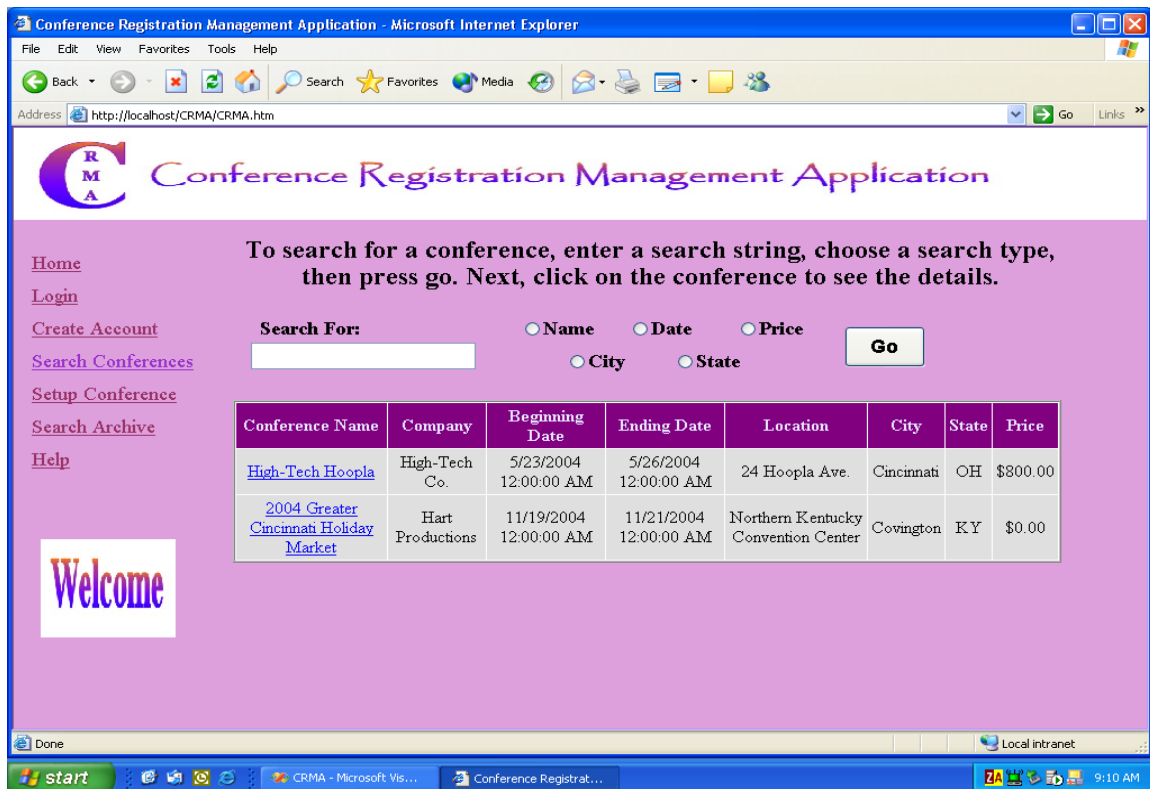 Conference Registration Management Application - Microsoft Internet Explorer
File Edit View Favorites Tools Help
Back Search Favorites Media
Address http://localhost/CRMA/CRMA.htm Go Links »
C R M A
Conference Registration Management Application
Home
Login
Create Account
Search Conferences
Setup Conference
Search Archive
Help
Welcome
To search for a conference, enter a search string, choose a search type,
then press go. Next, click on the conference to see the details.
Search For: Name Date Price
City State
Go
Conference Name Company Beginning Date Ending Date Location City State Price
High-Tech Hoopla High-Tech Co. 5/23/2004 12:00:00 AM 5/26/2004 12:00:00 AM 24 Hoopla Ave. Cincinnati OH $800.00
2004 Greater Cincinnati Holiday Market Hart Productions 11/19/2004 12:00:00 AM 11/21/2004 12:00:00 AM Northern Kentucky Convention Center Covington KY $0.00
Done Local intranet
start CRMA - Microsoft Vis... Conference Registrat... ZA 9:10 AM